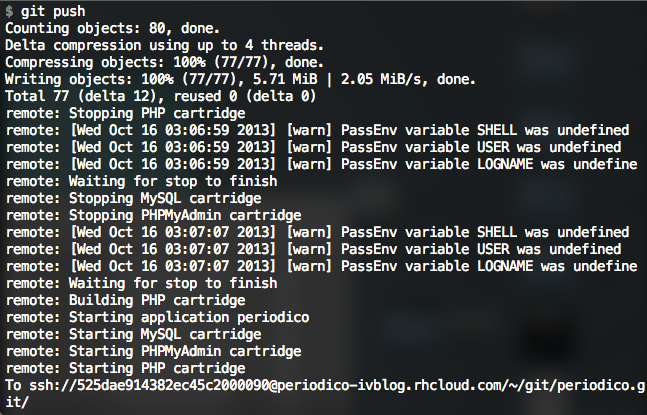 $ git push
Counting objects: 80, done.
Delta compression using up to 4 threads.
Compressing objects: 100% (77/77), done.
Writing objects: 100% (77/77), 5.71 MiB | 2.05 MiB/s, done.
Total 77 (delta 12), reused 0 (delta 0)
remote: Stopping PHP cartridge
remote: [Wed Oct 16 03:06:59 2013] [warn] PassEnv variable SHELL was undefined
remote: [Wed Oct 16 03:06:59 2013] [warn] PassEnv variable USER was undefined
remote: [Wed Oct 16 03:06:59 2013] [warn] PassEnv variable LOGNAME was undefine
remote: Waiting for stop to finish
remote: Stopping MySQL cartridge
remote: Stopping PHPMyAdmin cartridge
remote: [Wed Oct 16 03:07:07 2013] [warn] PassEnv variable SHELL was undefined
remote: [Wed Oct 16 03:07:07 2013] [warn] PassEnv variable USER was undefined
remote: [Wed Oct 16 03:07:07 2013] [warn] PassEnv variable LOGNAME was undefine
remote: Waiting for stop to finish
remote: Building PHP cartridge
remote: Starting application periodico
remote: Starting MySQL cartridge
remote: Starting PHPMyAdmin cartridge
remote: Starting PHP cartridge
To ssh://525dae914382ec45c2000090@periodico-ivblog.rhcloud.com/~/git/periodico.g
it/